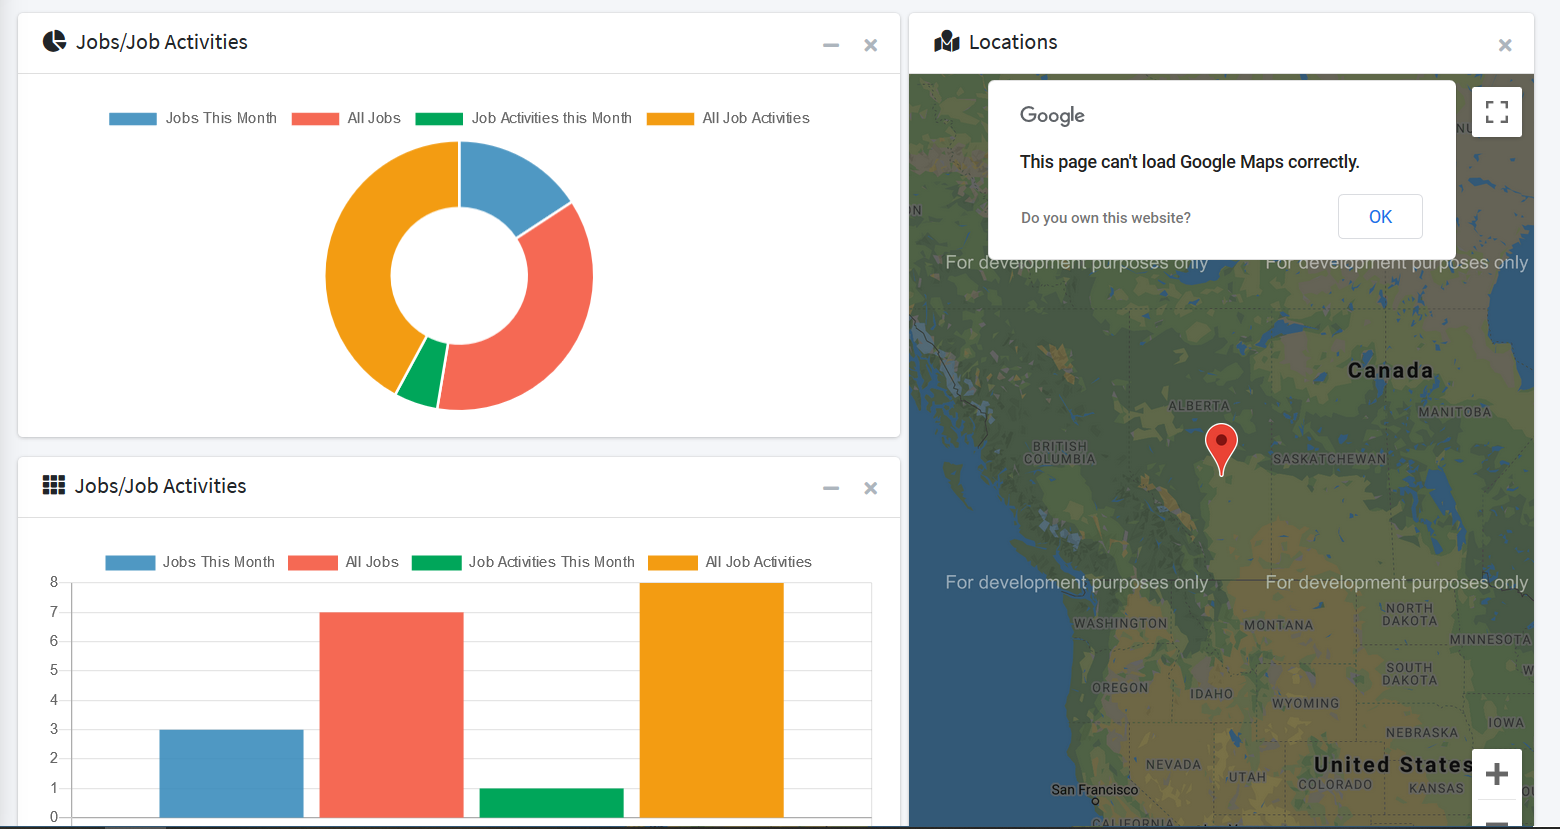 Jobs/Job Activities
Jobs This Month
All Jobs
Job Activities this Month
All Job Activities
Jobs/Job Activities
Jobs This Month
All Jobs
Job Activities This Month
All Job Activities
8
7
6
5
4
3
2
1
0
Locations
Google
This page can't load Google Maps correctly.
Do you own this website?
OK
For development purposes only
For development purposes only
Canada
ALBERTA
MANITOBA
BRITISH
COLUMBIA
SASKATCHEWAN
For development purposes only
For development purposes only
NORTH
DAKOTA
WASHINGTON
MONTANA
MINNESOTA
SOUTH
DAKOTA
OREGON
IDAHO
WYOMING
IOWA
NEBRASKA
NEVADA
United States
UTAH
COLORADO
KANSAS
San Francisco
CALIFORNIA